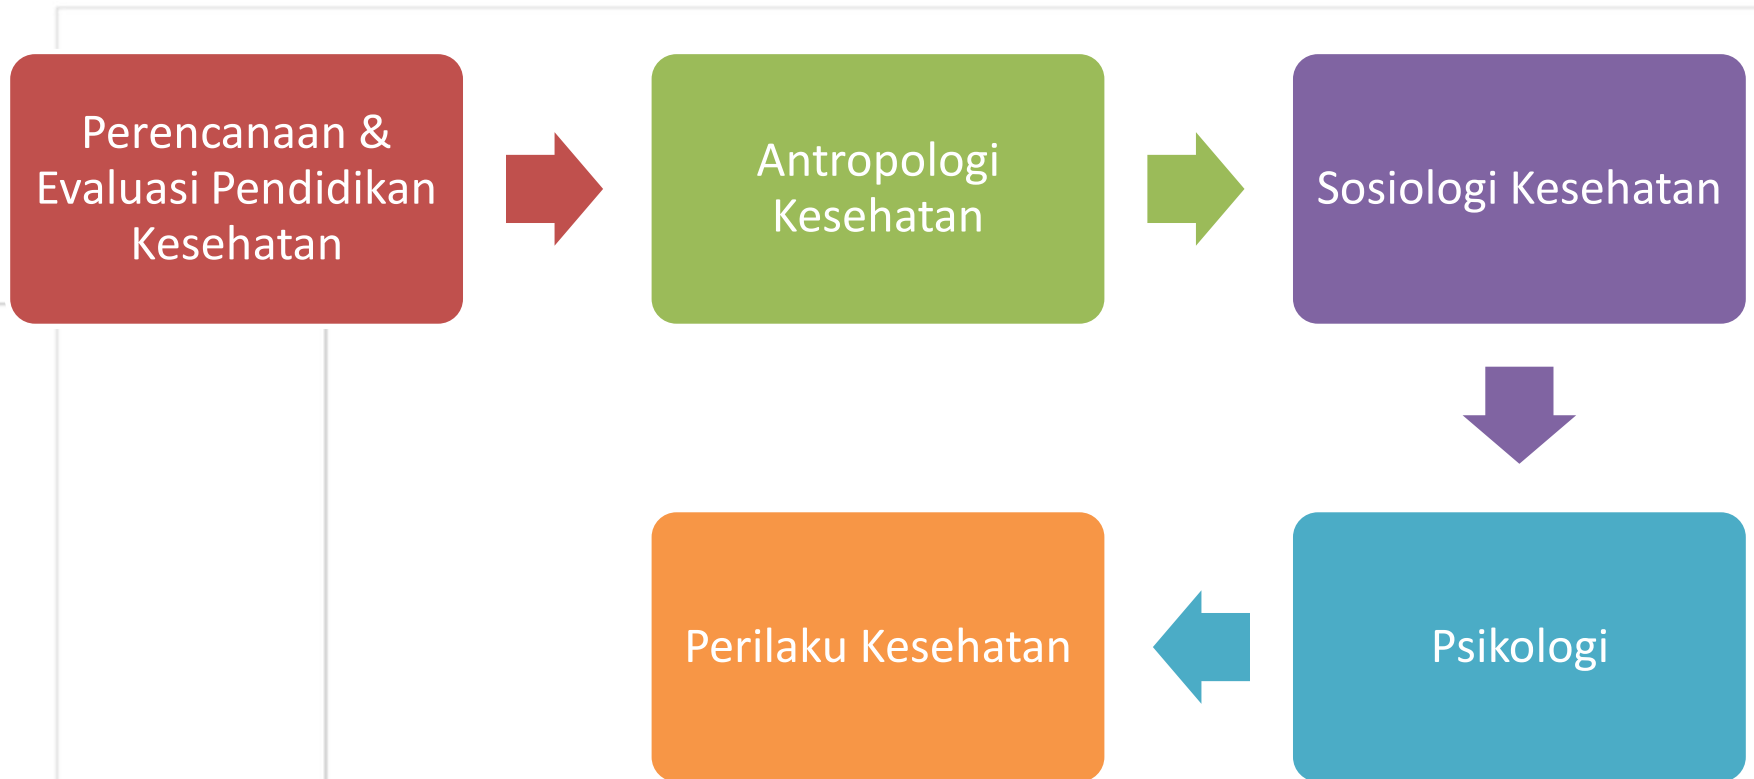 Perencanaan &
Evaluasi Pendidikan
Kesehatan
Antropologi
Kesehatan
Sosiologi Kesehatan
Psikologi
Perilaku Kesehatan